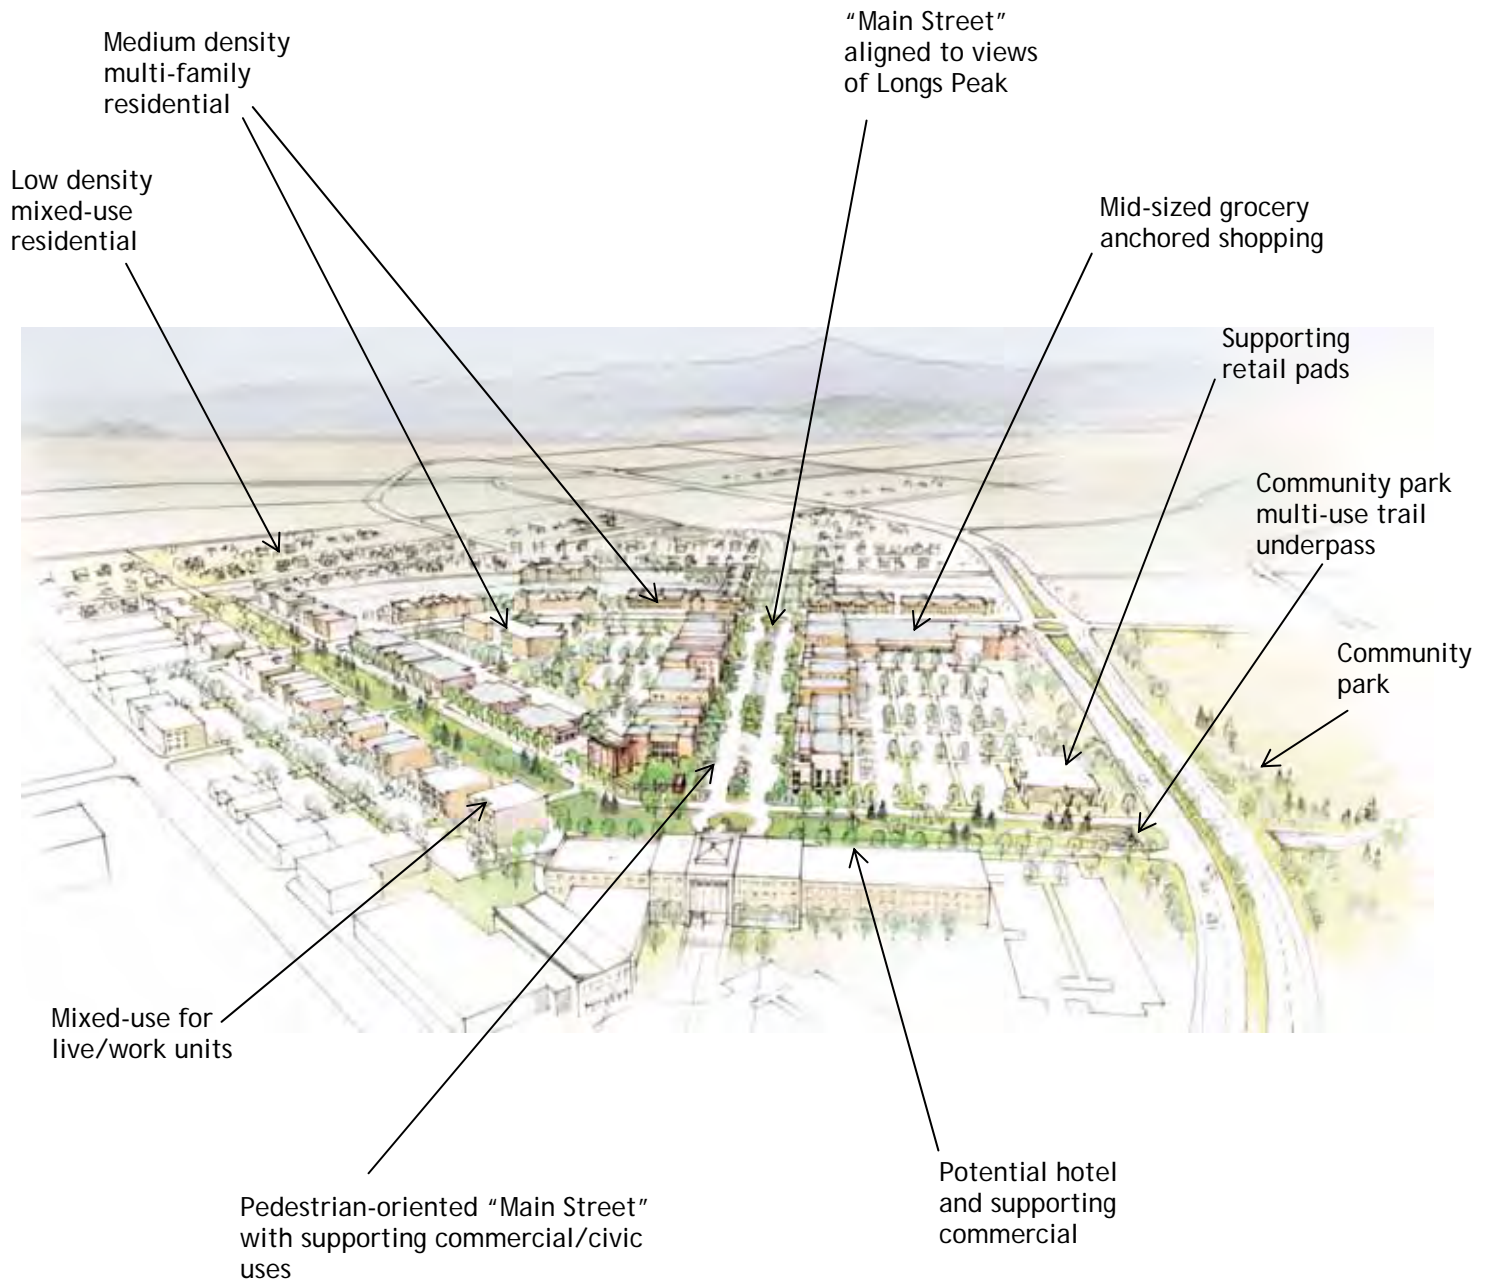 “Main Street”
aligned to views
of Longs Peak
Medium density
multi-family
residential
Low density
mixed-use
residential
Mid-sized grocery
anchored shopping
Supporting
retail pads
Community park
multi-use trail
underpass
Community
park
Mixed-use for
live/work units
Pedestrian-oriented “Main Street”
with supporting commercial/civic
uses
Potential hotel
and supporting
commercial